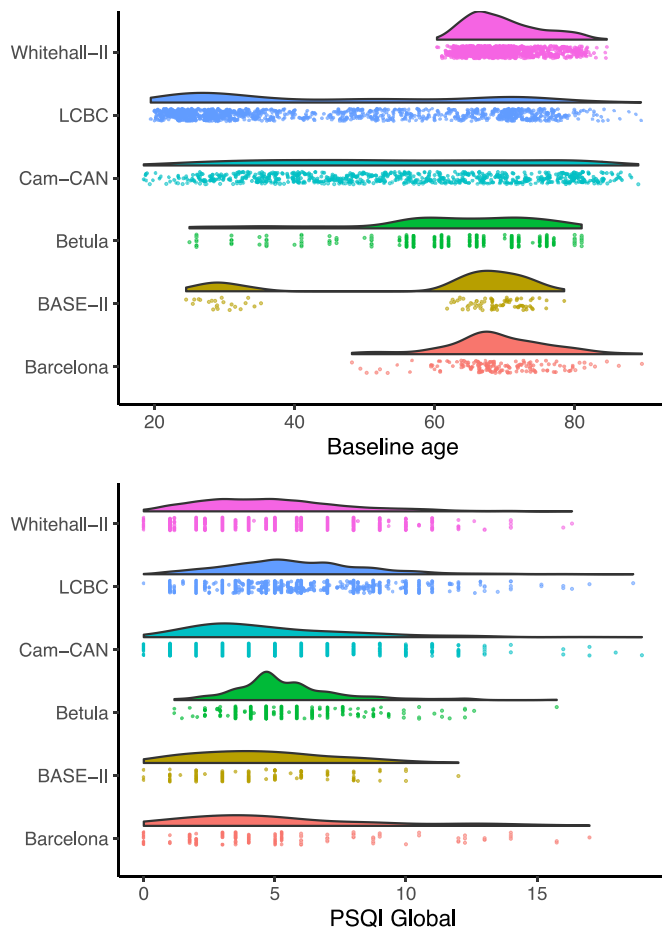 Whitehall−II
LCBC
Cam−CAN
Betula
BASE−II
Barcelona
20 40 60 80
Baseline age
Whitehall−II
LCBC
Cam−CAN
Betula
BASE−II
Barcelona
0 5 10 15
PSQI Global